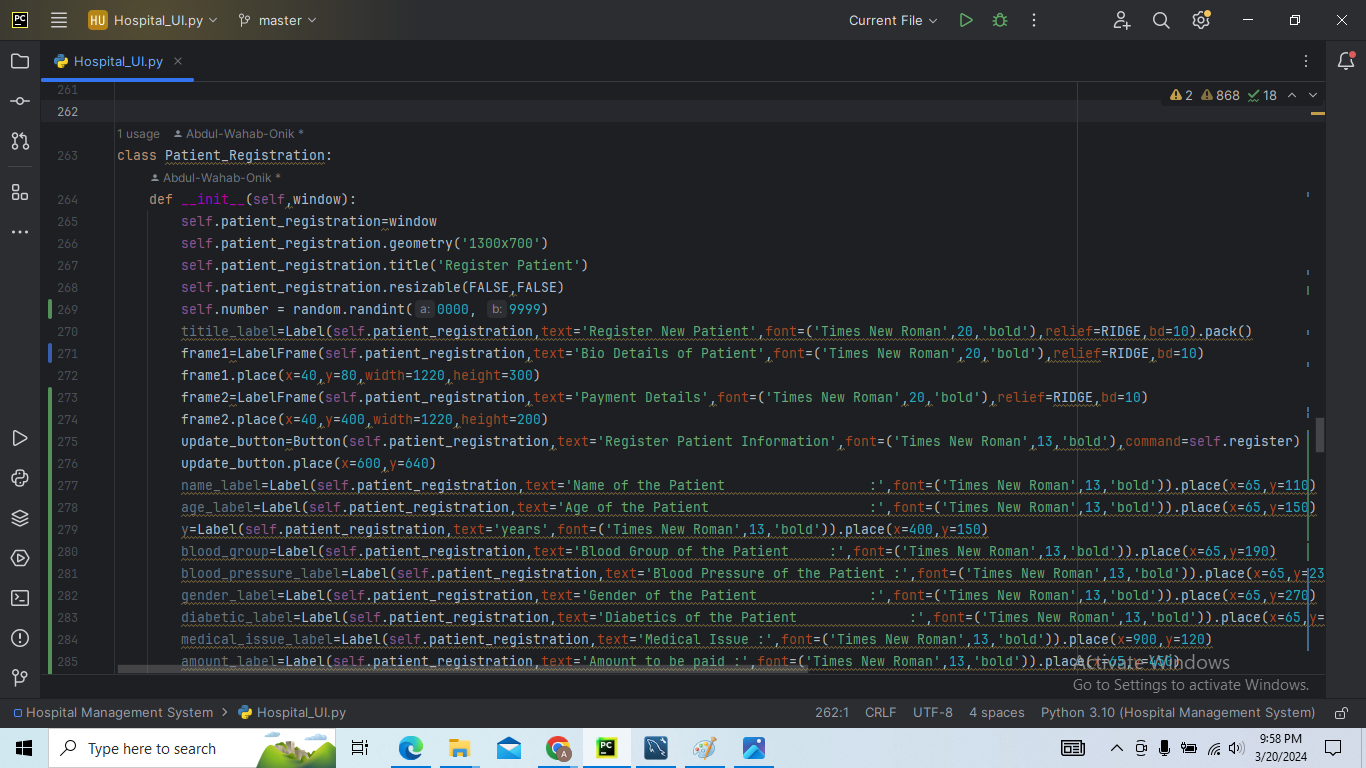 HU Hospital_UI.py master Current File
Hospital_UI.py
261
2 868 18
262
1 usage Abdul-Wahab-Onik *
263 class Patient_Registration:
Abdul-Wahab-Onik *
264 def __init__(self,window):
265 self.patient_registration=window
266 self.patient_registration.geometry('1300x700')
267 self.patient_registration.title('Register Patient')
268 self.patient_registration.resizable(FALSE,FALSE)
269 self.number = random.randint( a: 0000, b: 9999)
270 titile_label=Label(self.patient_registration,text='Register New Patient',font=('Times New Roman',20,'bold'),relief=RIDGE,bd=10).pack()
271 frame1=LabelFrame(self.patient_registration,text='Bio Details of Patient',font=('Times New Roman',20,'bold'),relief=RIDGE,bd=10)
272 frame1.place(x=40,y=80,width=1220,height=300)
273 frame2=LabelFrame(self.patient_registration,text='Payment Details',font=('Times New Roman',20,'bold'),relief=RIDGE,bd=10)
274 frame2.place(x=40,y=400,width=1220,height=200)
275 update_button=Button(self.patient_registration,text='Register Patient Information',font=('Times New Roman',13,'bold'),command=self.register)
276 update_button.place(x=600,y=640)
277 name_label=Label(self.patient_registration,text='Name of the Patient                  :',font=('Times New Roman',13,'bold')).place(x=65,y=110)
278 age_label=Label(self.patient_registration,text='Age of the Patient                    :',font=('Times New Roman',13,'bold')).place(x=65,y=150)
279 y=Label(self.patient_registration,text='years',font=('Times New Roman',13,'bold')).place(x=400,y=150)
280 blood_group=Label(self.patient_registration,text='Blood Group of the Patient     :',font=('Times New Roman',13,'bold')).place(x=65,y=190)
281 blood_pressure_label=Label(self.patient_registration,text='Blood Pressure of the Patient :',font=('Times New Roman',13,'bold')).place(x=65,y=23
282 gender_label=Label(self.patient_registration,text='Gender of the Patient              :',font=('Times New Roman',13,'bold')).place(x=65,y=270)
283 diabetic_label=Label(self.patient_registration,text='Diabetics of the Patient              :',font=('Times New Roman',13,'bold')).place(x=65,y=
284 medical_issue_label=Label(self.patient_registration,text='Medical Issue :',font=('Times New Roman',13,'bold')).place(x=900,y=120)
285 amount_label=Label(self.patient_registration,text='Amount to be paid :',font=('Times New Roman',13,'bold')).place(x=65,y=450)
Activate Windows
Go to Settings to activate Windows.
Hospital Management System Hospital_UI.py 262:1 CRLF UTF-8 4 spaces Python 3.10 (Hospital Management System)
Type here to search
9:58 PM
3/20/2024